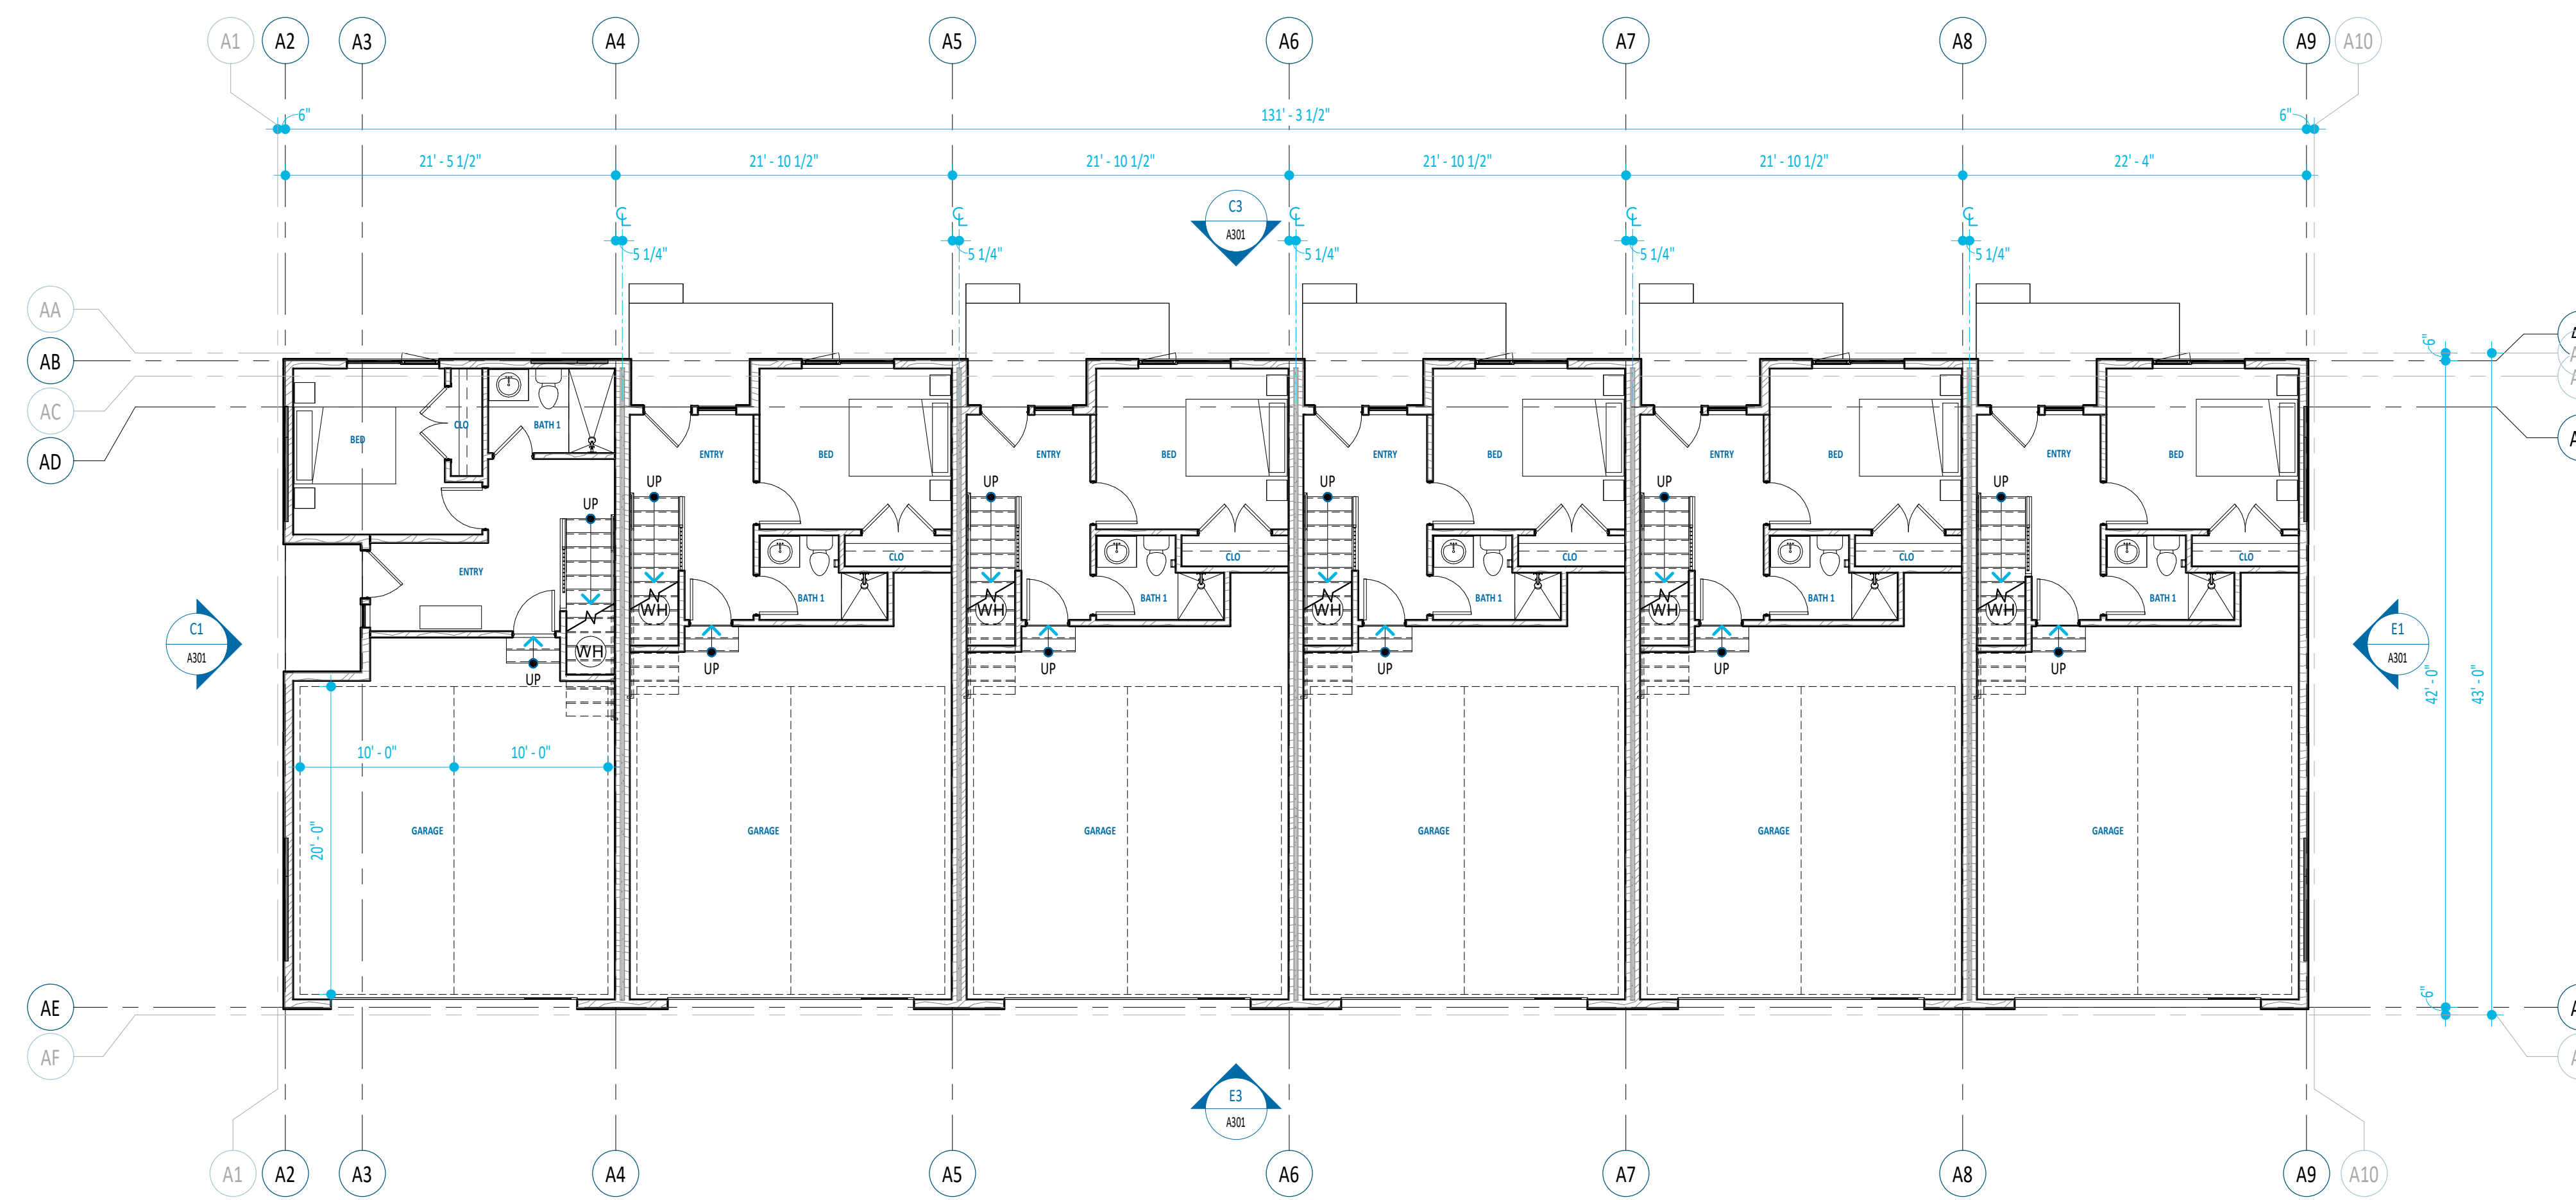 A1 A2 A3 A4 A5 A6 A7 A8 A9 A10
6" 131' - 3 1/2" 6"
21' - 5 1/2" 21' - 10 1/2" 21' - 10 1/2" 21' - 10 1/2" 21' - 10 1/2" 22' - 4"
C3
A301
5 1/4" 5 1/4" 5 1/4" 5 1/4" 5 1/4"
AA
AB
6"
AC
BED CLO BATH 1
AD
ENTRY BED ENTRY BED ENTRY BED ENTRY BED ENTRY BED
UP UP UP UP UP
UP
CLO CLO CLO CLO CLO
ENTRY
BATH 1 BATH 1 BATH 1 BATH 1 BATH 1
WH WH WH WH WH
C1
A301
E1
A301
WH
UP UP UP UP UP
UP
42' - 0" 43' - 0"
10' - 0" 10' - 0"
20' - 0"
GARAGE GARAGE GARAGE GARAGE GARAGE GARAGE
6"
AE
AF
E3
A301
A1 A2 A3 A4 A5 A6 A7 A8 A9 A10